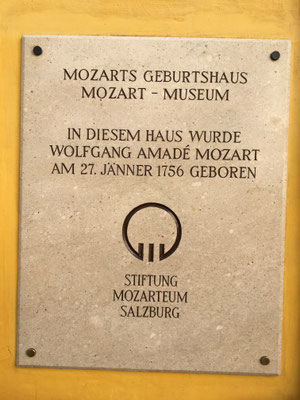 MOZARTS GEBURTSHAUS
MOZART - MUSEUM
IN DIESEM HAUS WURDE
WOLFGANG AMADÉ MOZART
AM 27. JÄNNER 1756 GEBOREN
STIFTUNG
MOZARTEUM
SALZBURG